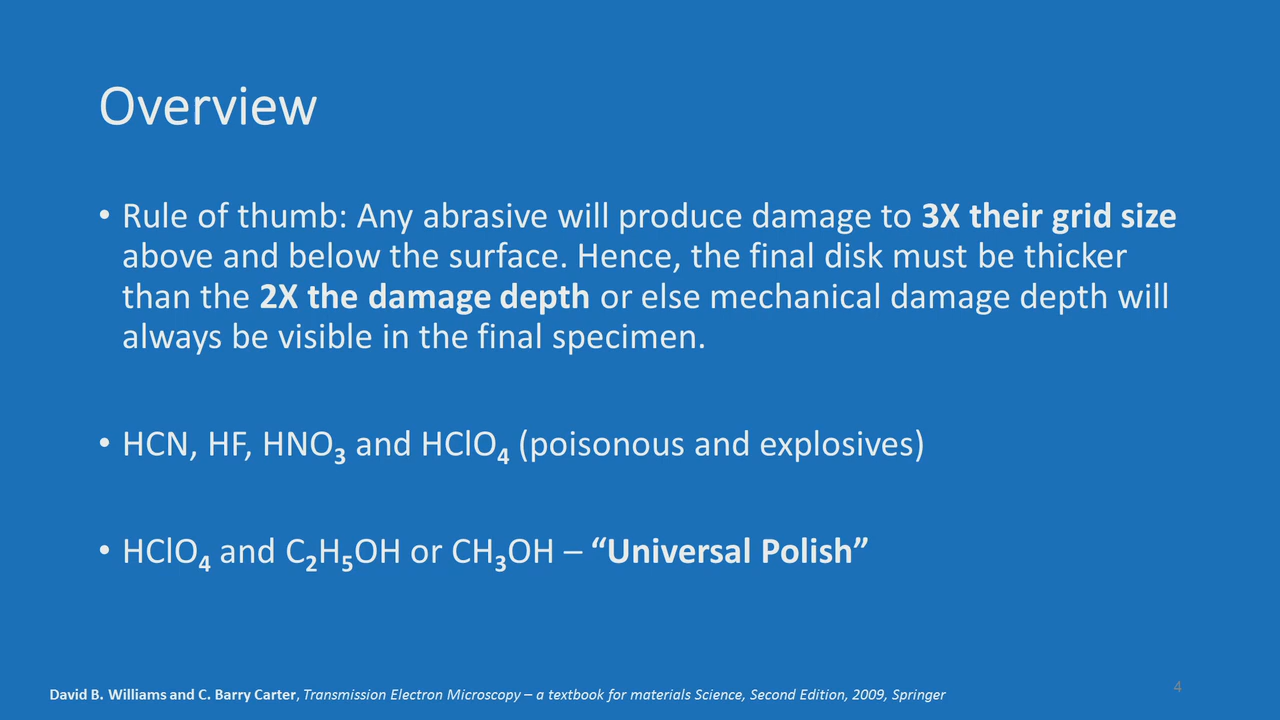 Overview
• Rule of thumb: Any abrasive will produce damage to 3X their grid size
above and below the surface. Hence, the final disk must be thicker
than the 2X the damage depth or else mechanical damage depth will
always be visible in the final specimen.
• HCN, HF, HNO₃ and HClO₄ (poisonous and explosives)
• HClO₄ and C₂H₅OH or CH₃OH – “Universal Polish”
David B. Williams and C. Barry Carter, Transmission Electron Microscopy – a textbook for materials Science, Second Edition, 2009, Springer
4